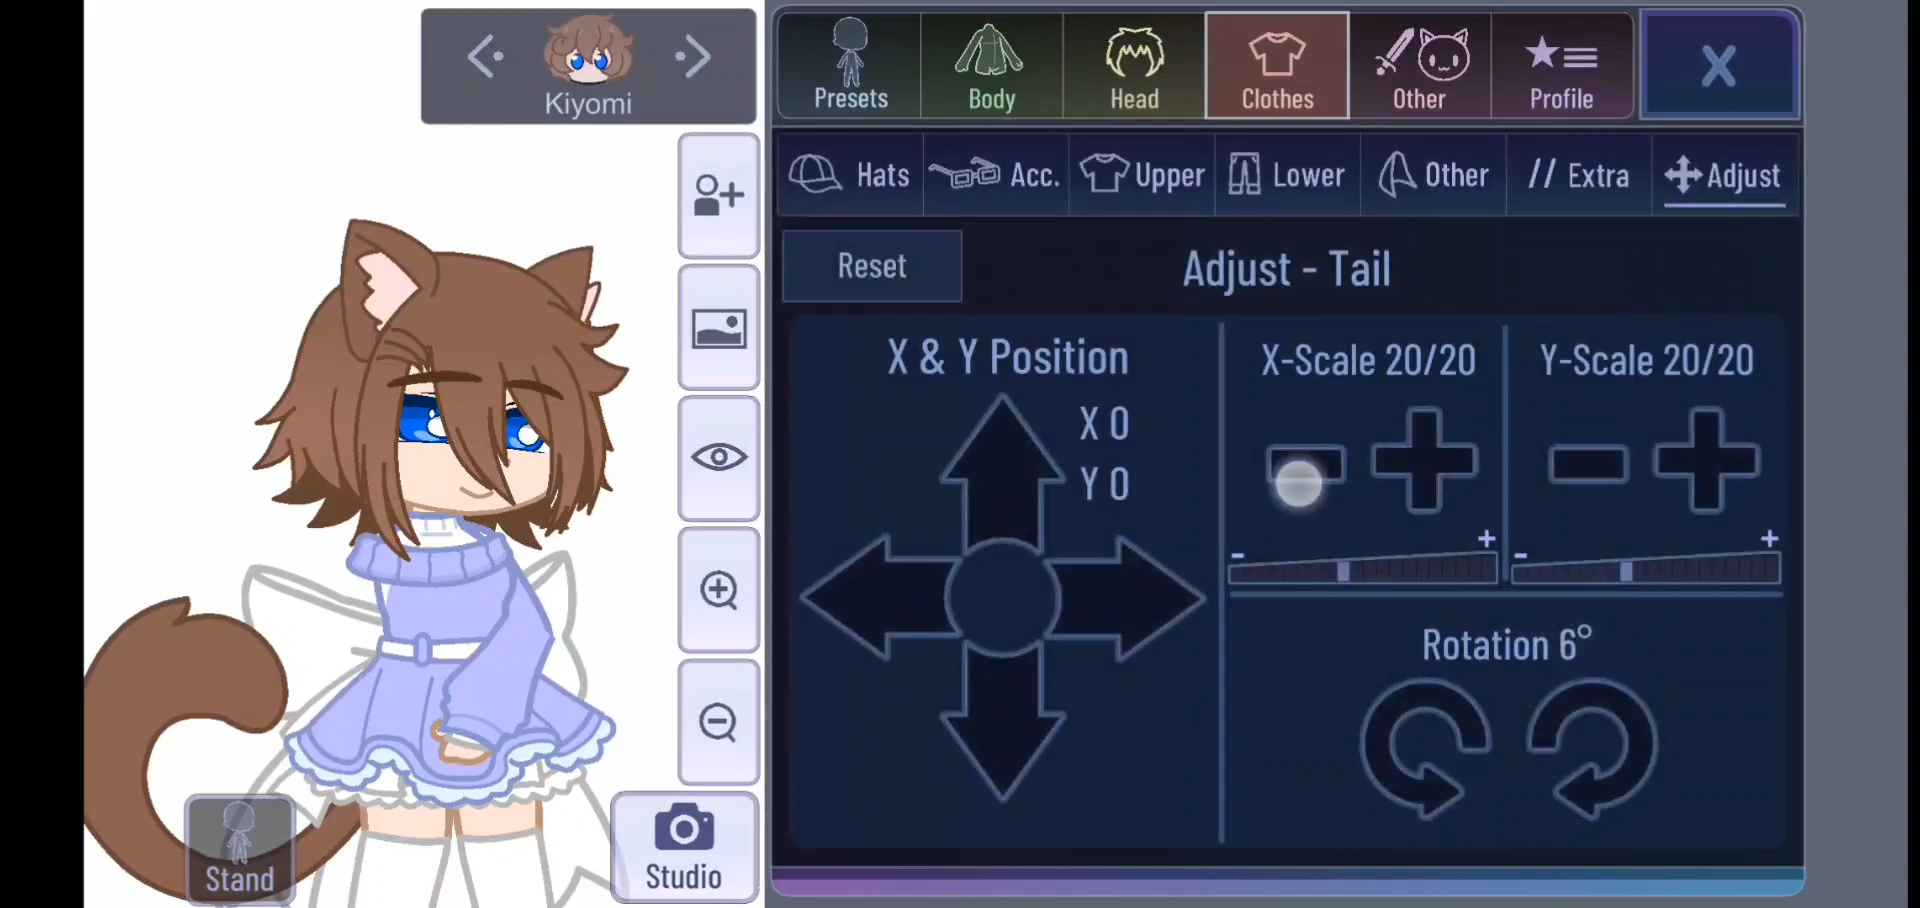 Kiyomi
Presets
Body
Head
Clothes
Other
Profile
X
Hats
Acc.
Upper
Lower
Other
Extra
Adjust
Reset
Adjust - Tail
X & Y Position
X 0
Y 0
X-Scale 20/20
Y-Scale 20/20
- +
- +
Rotation 6°
Stand
Studio